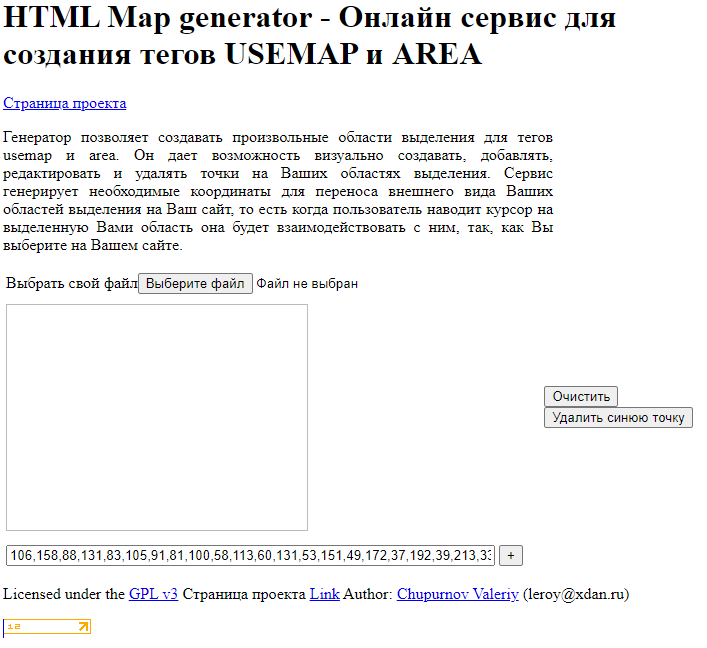 HTML Map generator - Онлайн сервис для
создания тегов USEMAP и AREA
Страница проекта
Генератор позволяет создавать произвольные области выделения для тегов
usemap и area. Он дает возможность визуально создавать, добавлять,
редактировать и удалять точки на Ваших областях выделения. Сервис
генерирует необходимые координаты для переноса внешнего вида Ваших
областей выделения на Ваш сайт, то есть когда пользователь наводит курсор на
выделенную Вами область она будет взаимодействовать с ним, так, как Вы
выберите на Вашем сайте.
Выбрать свой файл Выберите файл Файл не выбран
Очистить
Удалить синюю точку
106,158,88,131,83,105,91,81,100,58,113,60,131,53,151,49,172,37,192,39,213,33 +
Licensed under the GPL v3 Страница проекта Link Author: Chupurnov Valeriy (leroy@xdan.ru)
12